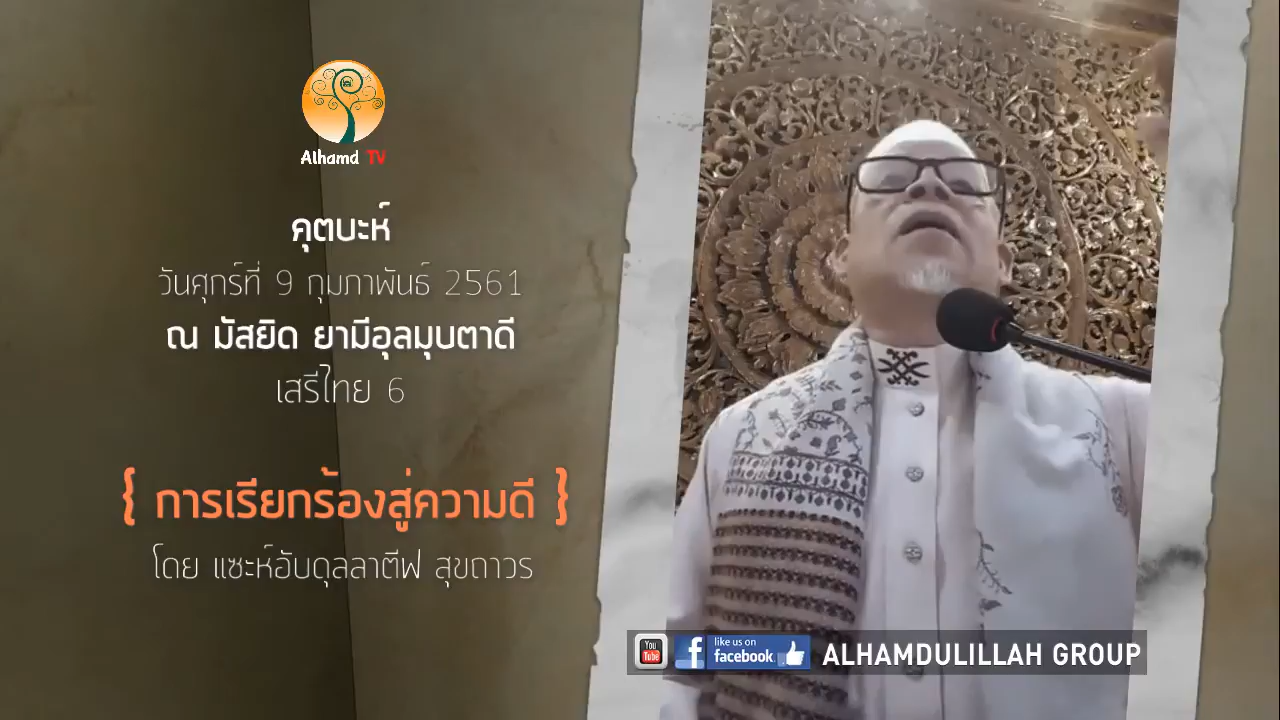 Alhamd TV
คุตบะห์
วันศุกร์ที่ 9 กุมภาพันธ์ 2561
ณ มัสยิด ยามีอุลมุบตาดี
เสรีไทย 6
{ การเรียกร้องสู่ความดี }
โดย แซะห์อับดุลลาตีฟ สุขถาวร
You Tube
like us on
facebook
ALHAMDULILLAH GROUP